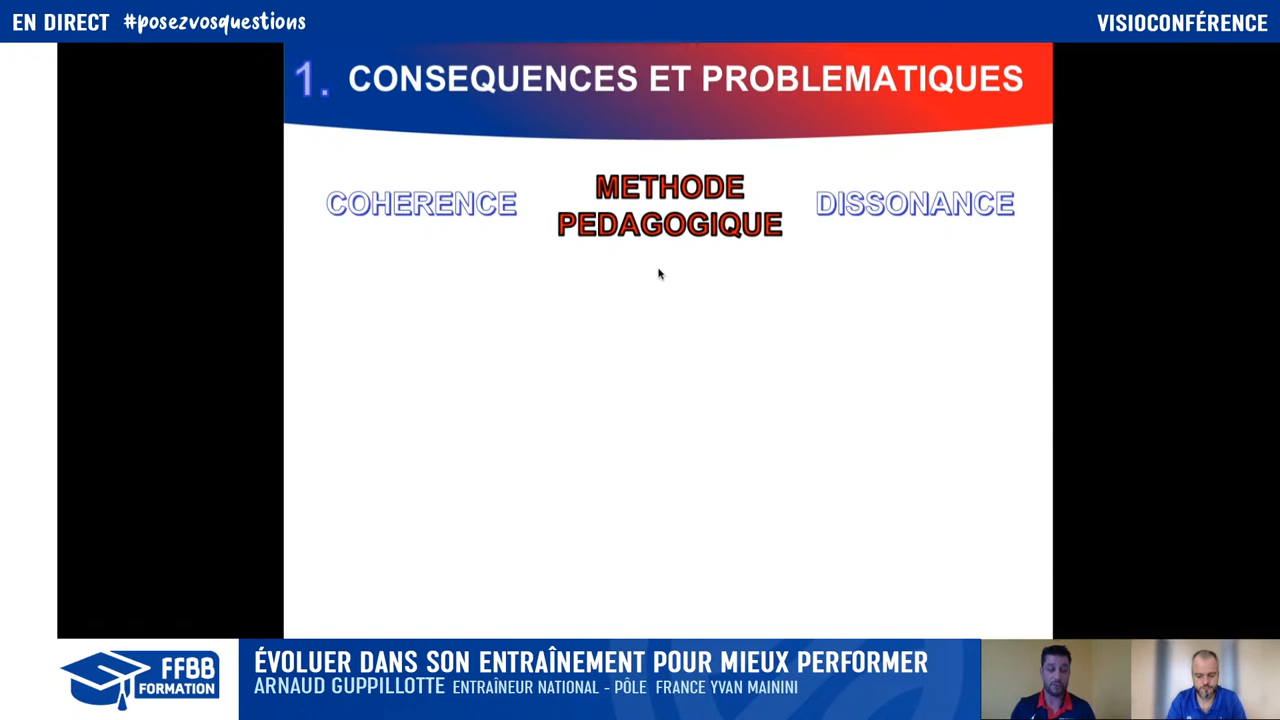 EN DIRECT #posezvosquestions
VISIOCONFÉRENCE
1. CONSEQUENCES ET PROBLEMATIQUES
COHERENCE
METHODE
PEDAGOGIQUE
DISSONANCE
FFBB
FORMATION
ÉVOLUER DANS SON ENTRAÎNEMENT POUR MIEUX PERFORMER
ARNAUD GUPPILLOTTE ENTRAÎNEUR NATIONAL - PÔLE FRANCE YVAN MAININI